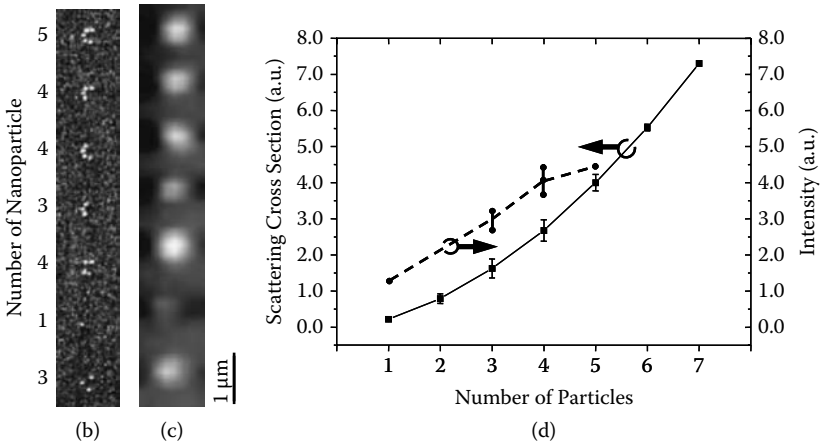 Number of Nanoparticle
5
4
4
3
4
1
3
1 μm
(b)
(c)
Scattering Cross Section (a.u.)
8.0
7.0
6.0
5.0
4.0
3.0
2.0
1.0
0.0
1 2 3 4 5 6 7
Number of Particles
8.0
7.0
6.0
5.0
4.0
3.0
2.0
1.0
0.0
Intensity (a.u.)
(d)